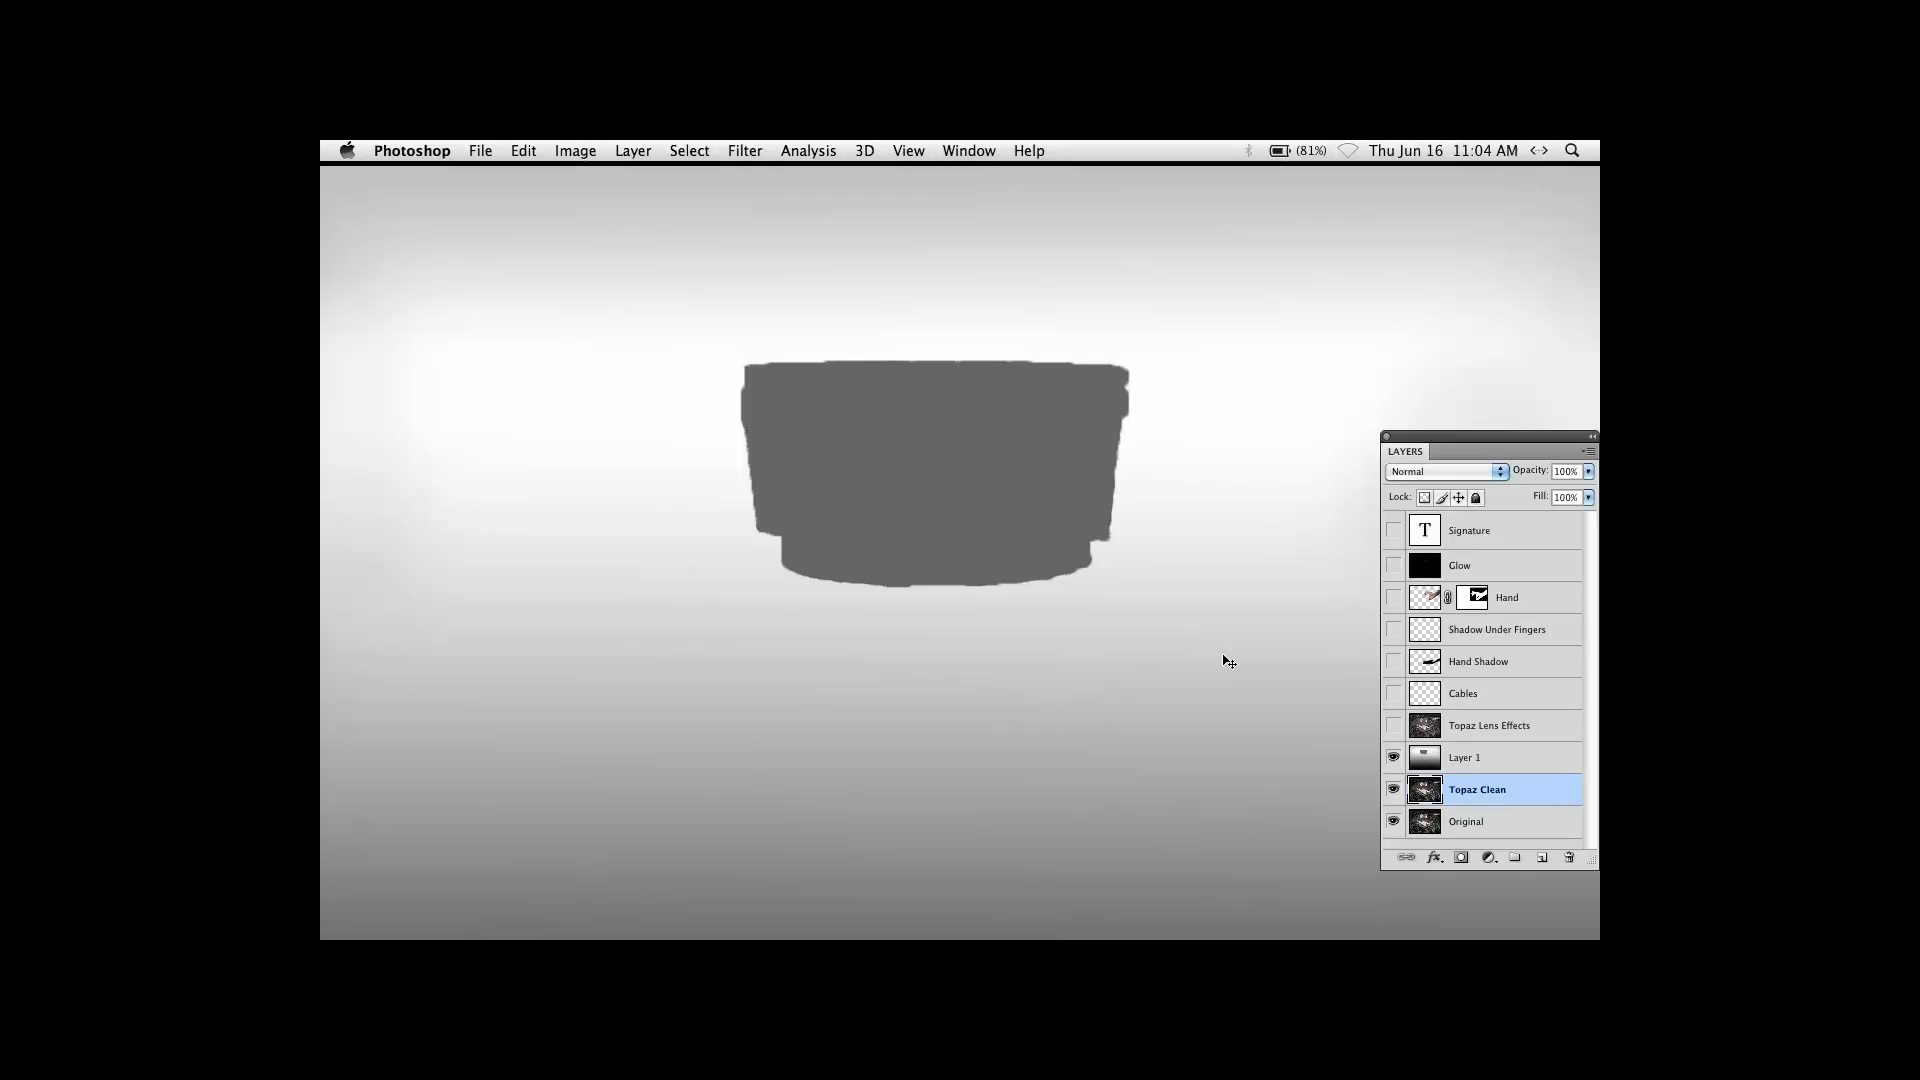 Photoshop File Edit Image Layer Select Filter Analysis 3D View Window Help (81%) Thu Jun 16 11:04 AM
LAYERS
Normal Opacity: 100%
Lock: Fill: 100%
T Signature
Glow
Hand
Shadow Under Fingers
Hand Shadow
Cables
Topaz Lens Effects
Layer 1
Topaz Clean
Original
fx